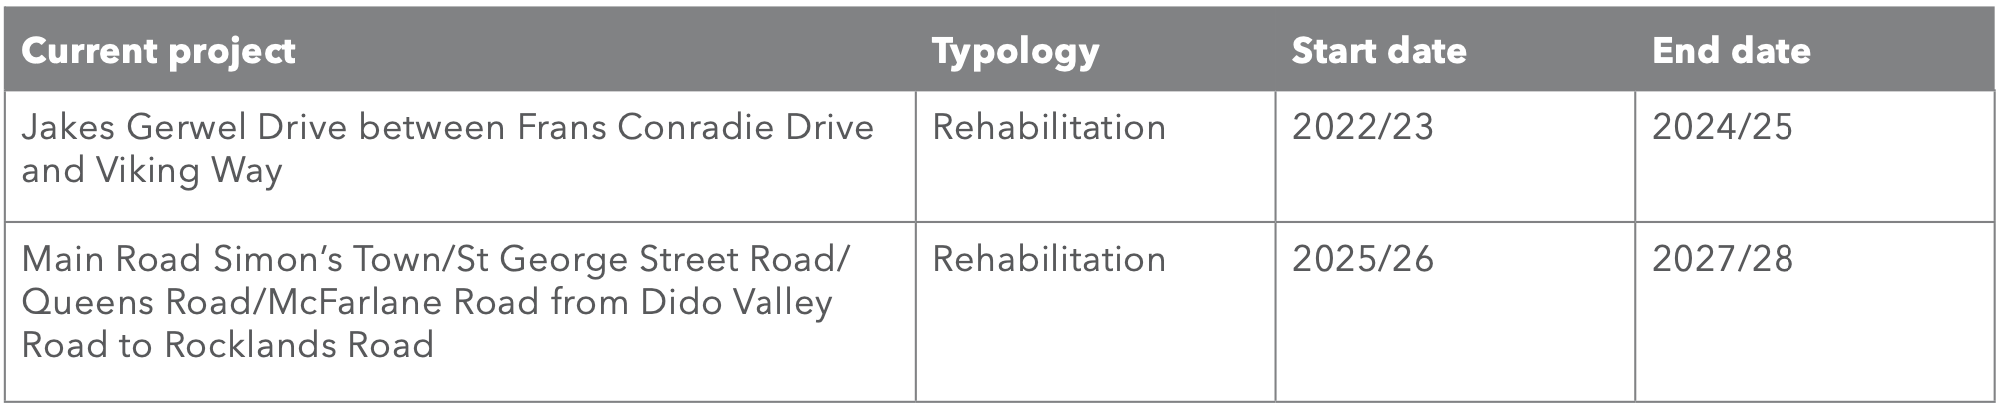 Current project Typology Start date End date
Jakes Gerwel Drive between Frans Conradie Drive Rehabilitation 2022/23 2024/25
and Viking Way
Main Road Simon’s Town/St George Street Road/ Rehabilitation 2025/26 2027/28
Queens Road/McFarlane Road from Dido Valley
Road to Rocklands Road